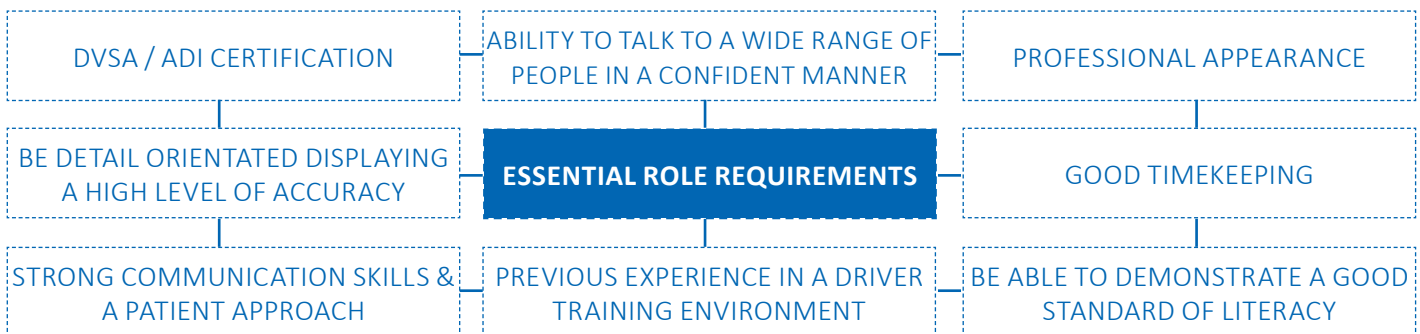 DVSA / ADI CERTIFICATION
ABILITY TO TALK TO A WIDE RANGE OF
PEOPLE IN A CONFIDENT MANNER
PROFESSIONAL APPEARANCE
BE DETAIL ORIENTATED DISPLAYING
A HIGH LEVEL OF ACCURACY
ESSENTIAL ROLE REQUIREMENTS
GOOD TIMEKEEPING
STRONG COMMUNICATION SKILLS &
A PATIENT APPROACH
PREVIOUS EXPERIENCE IN A DRIVER
TRAINING ENVIRONMENT
BE ABLE TO DEMONSTRATE A GOOD
STANDARD OF LITERACY